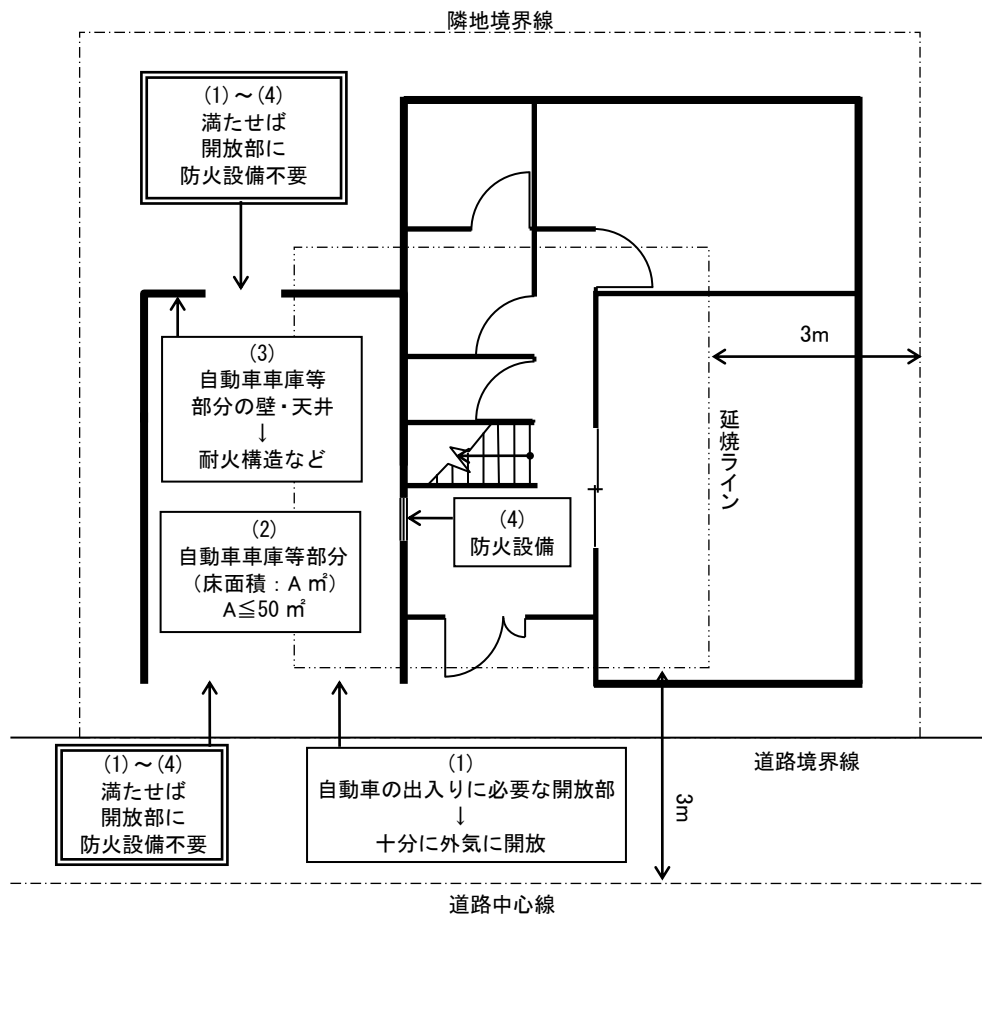 隣地境界線
(1)～(4)
満たせば
開放部に
防火設備不要
3m
(3)
自動車車庫等
部分の壁・天井
↓
耐火構造など
延焼ライン
(4)
防火設備
(2)
自動車車庫等部分
(床面積：A ㎡)
A≦50 ㎡
(1)～(4)
満たせば
開放部に
防火設備不要
(1)
自動車の出入りに必要な開放部
↓
十分に外気に開放
道路境界線
3m
道路中心線